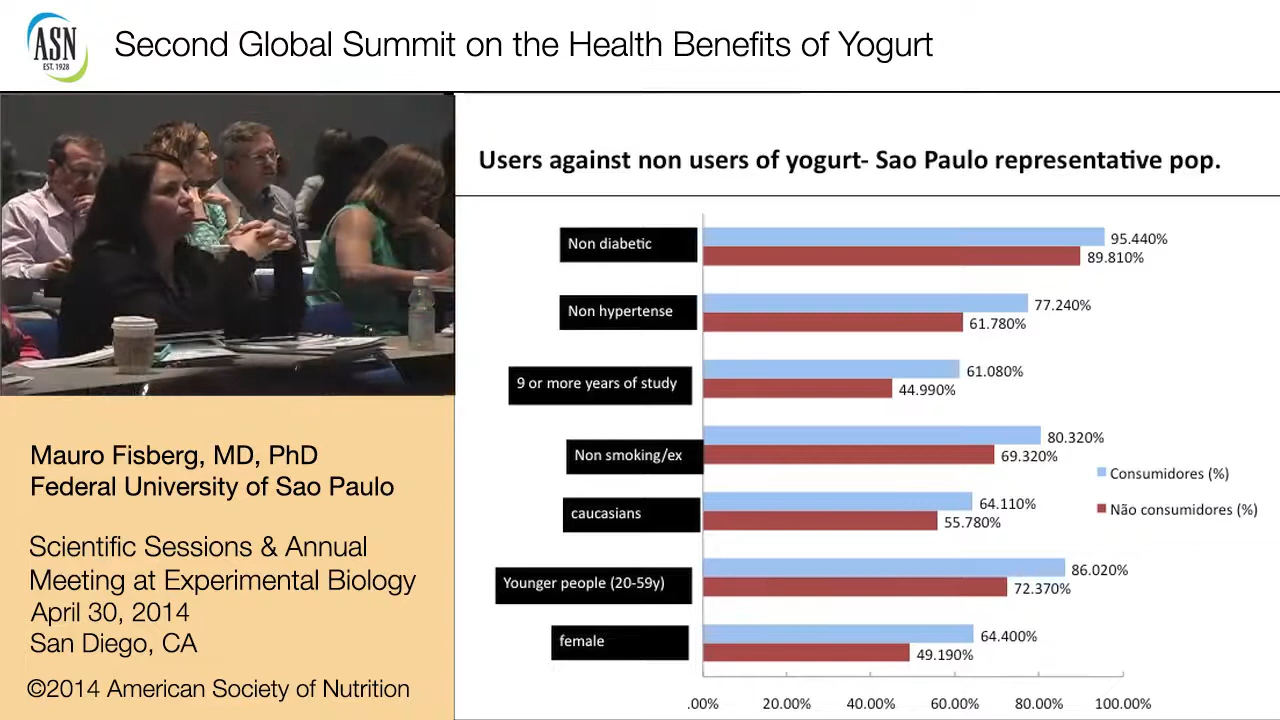 ASN
EST. 1928
Second Global Summit on the Health Benefits of Yogurt
Users against non users of yogurt- Sao Paulo representative pop.
Non diabetic
95.440%
89.810%
Non hypertense
77.240%
61.780%
9 or more years of study
61.080%
44.990%
Non smoking/ex
80.320%
69.320%
caucasians
64.110%
55.780%
Younger people (20-59y)
86.020%
72.370%
female
64.400%
49.190%
Consumidores (%)
Não consumidores (%)
.00% 20.00% 40.00% 60.00% 80.00% 100.00%
Mauro Fisberg, MD, PhD
Federal University of Sao Paulo
Scientific Sessions & Annual
Meeting at Experimental Biology
April 30, 2014
San Diego, CA
©2014 American Society of Nutrition